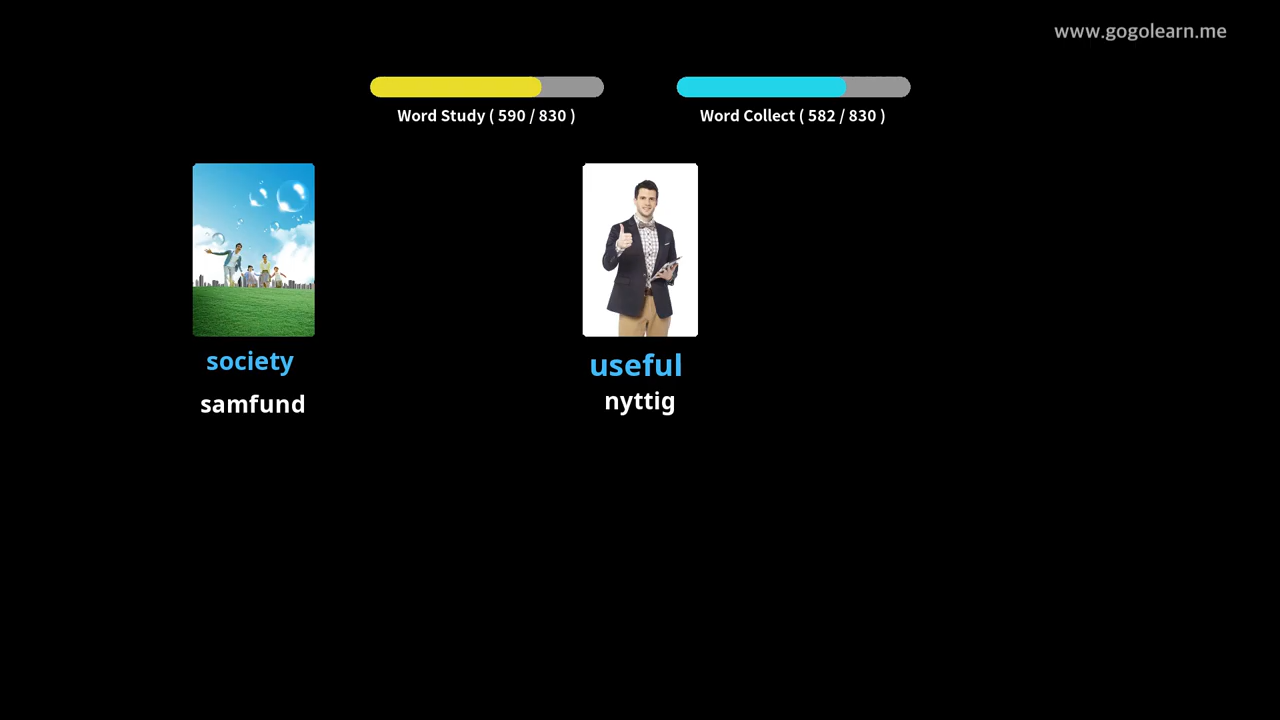 www.gogolearn.me
Word Study ( 590 / 830 )
Word Collect ( 582 / 830 )
society
samfund
useful
nyttig